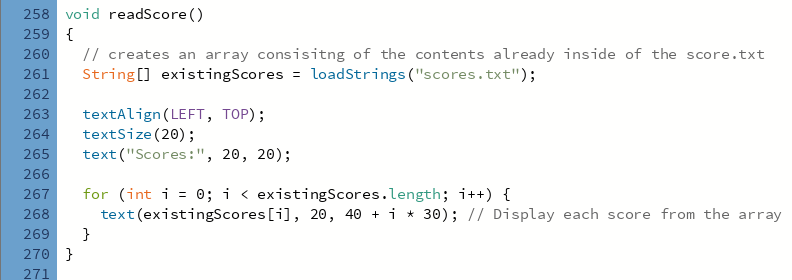 258 void readScore()
259 {
260 // creates an array consisitng of the contents already inside of the score.txt
261 String[] existingScores = loadStrings("scores.txt");
262
263 textAlign(LEFT, TOP);
264 textSize(20);
265 text("Scores:", 20, 20);
266
267 for (int i = 0; i < existingScores.length; i++) {
268 text(existingScores[i], 20, 40 + i * 30); // Display each score from the array
269 }
270 }
271